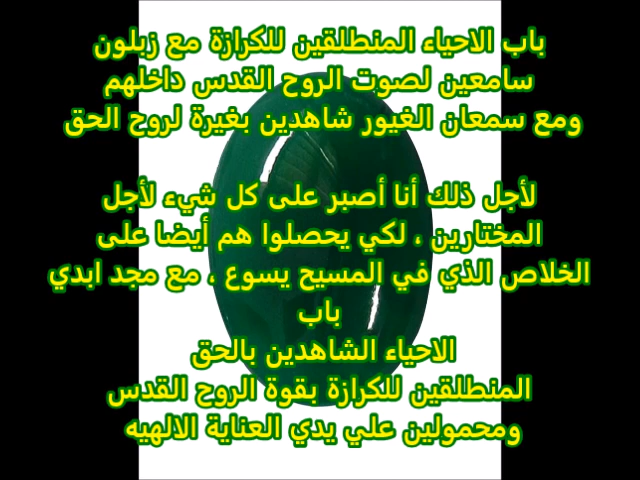 باب الاحياء المنطلقين للكرازة مع زبلون
سامعين لصوت الروح القدس داخلهم
ومع سمعان الغيور شاهدين بغيرة لروح الحق
لأجل ذلك أنا أصبر على كل شيء لأجل
المختارين ، لكي يحصلوا هم أيضا على
الخلاص الذي في المسيح يسوع ، مع مجد ابدي
باب
الاحياء الشاهدين بالحق
المنطلقين للكرازة بقوة الروح القدس
ومحمولين علي يدي العناية الالهيه